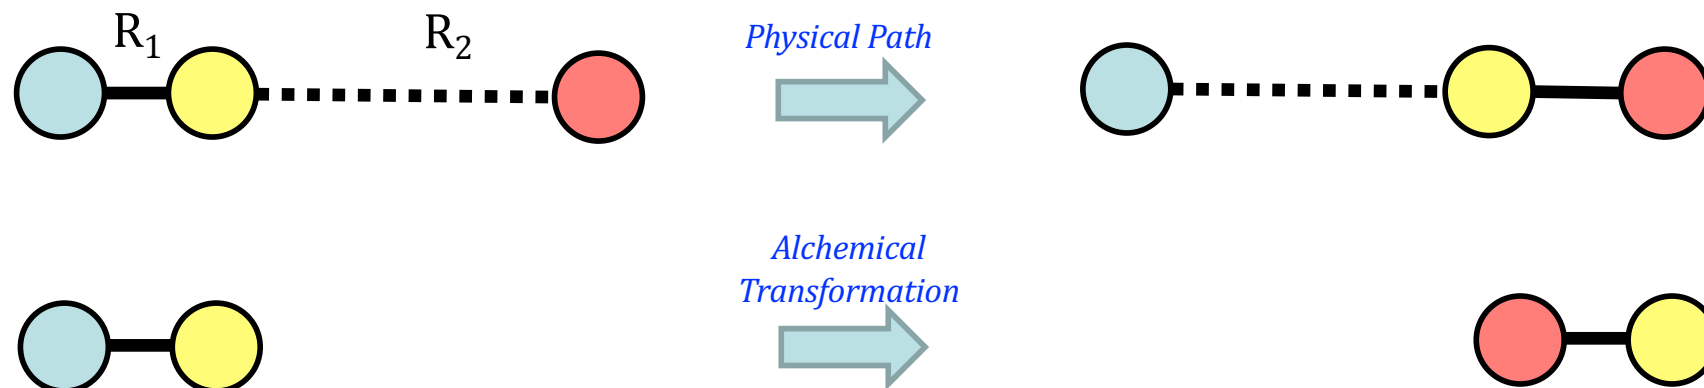 R₁
R₂
Physical Path
Alchemical
Transformation